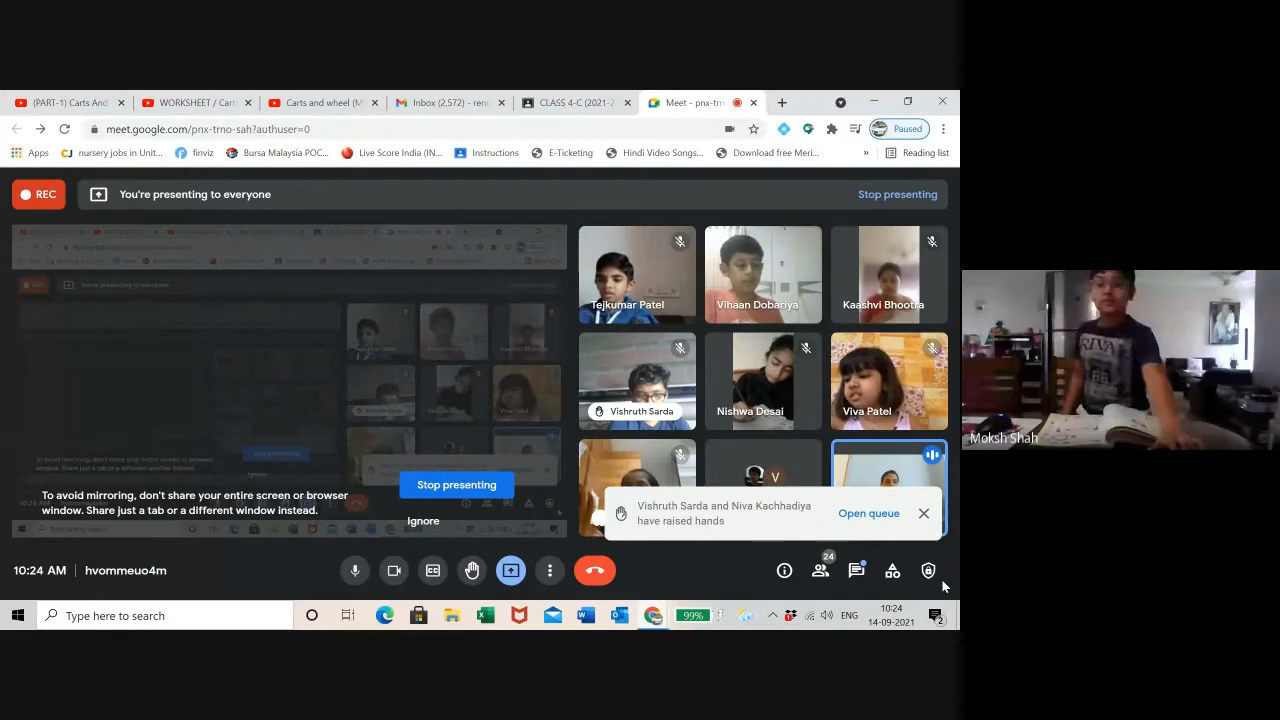 (PART-1) Carts And
WORKSHEET / Cart
Carts and wheel (M
Inbox (2,572) - ren
CLASS 4-C (2021-2
Meet - pnx-trn
meet.google.com/pnx-trno-sah?authuser=0
Paused
Apps
nursery jobs in Unit...
finviz
Bursa Malaysia POC...
Live Score India (IN...
Instructions
E-Ticketing
Hindi Video Songs...
Download free Meri...
»
Reading list
REC
You're presenting to everyone
Stop presenting
Tejkumar Patel
Vihaan Dobariya
Kaashvi Bhootra
Vishruth Sarda
Nishwa Desai
Viva Patel
Moksh Shah
V
Stop presenting
To avoid mirroring, don't share your entire screen or browser
window. Share just a tab or a different window instead.
Ignore
Vishruth Sarda and Niva Kachhadiya
have raised hands
Open queue
10:24 AM
hvommeuo4m
24
Type here to search
99%
ENG
10:24
14-09-2021
2